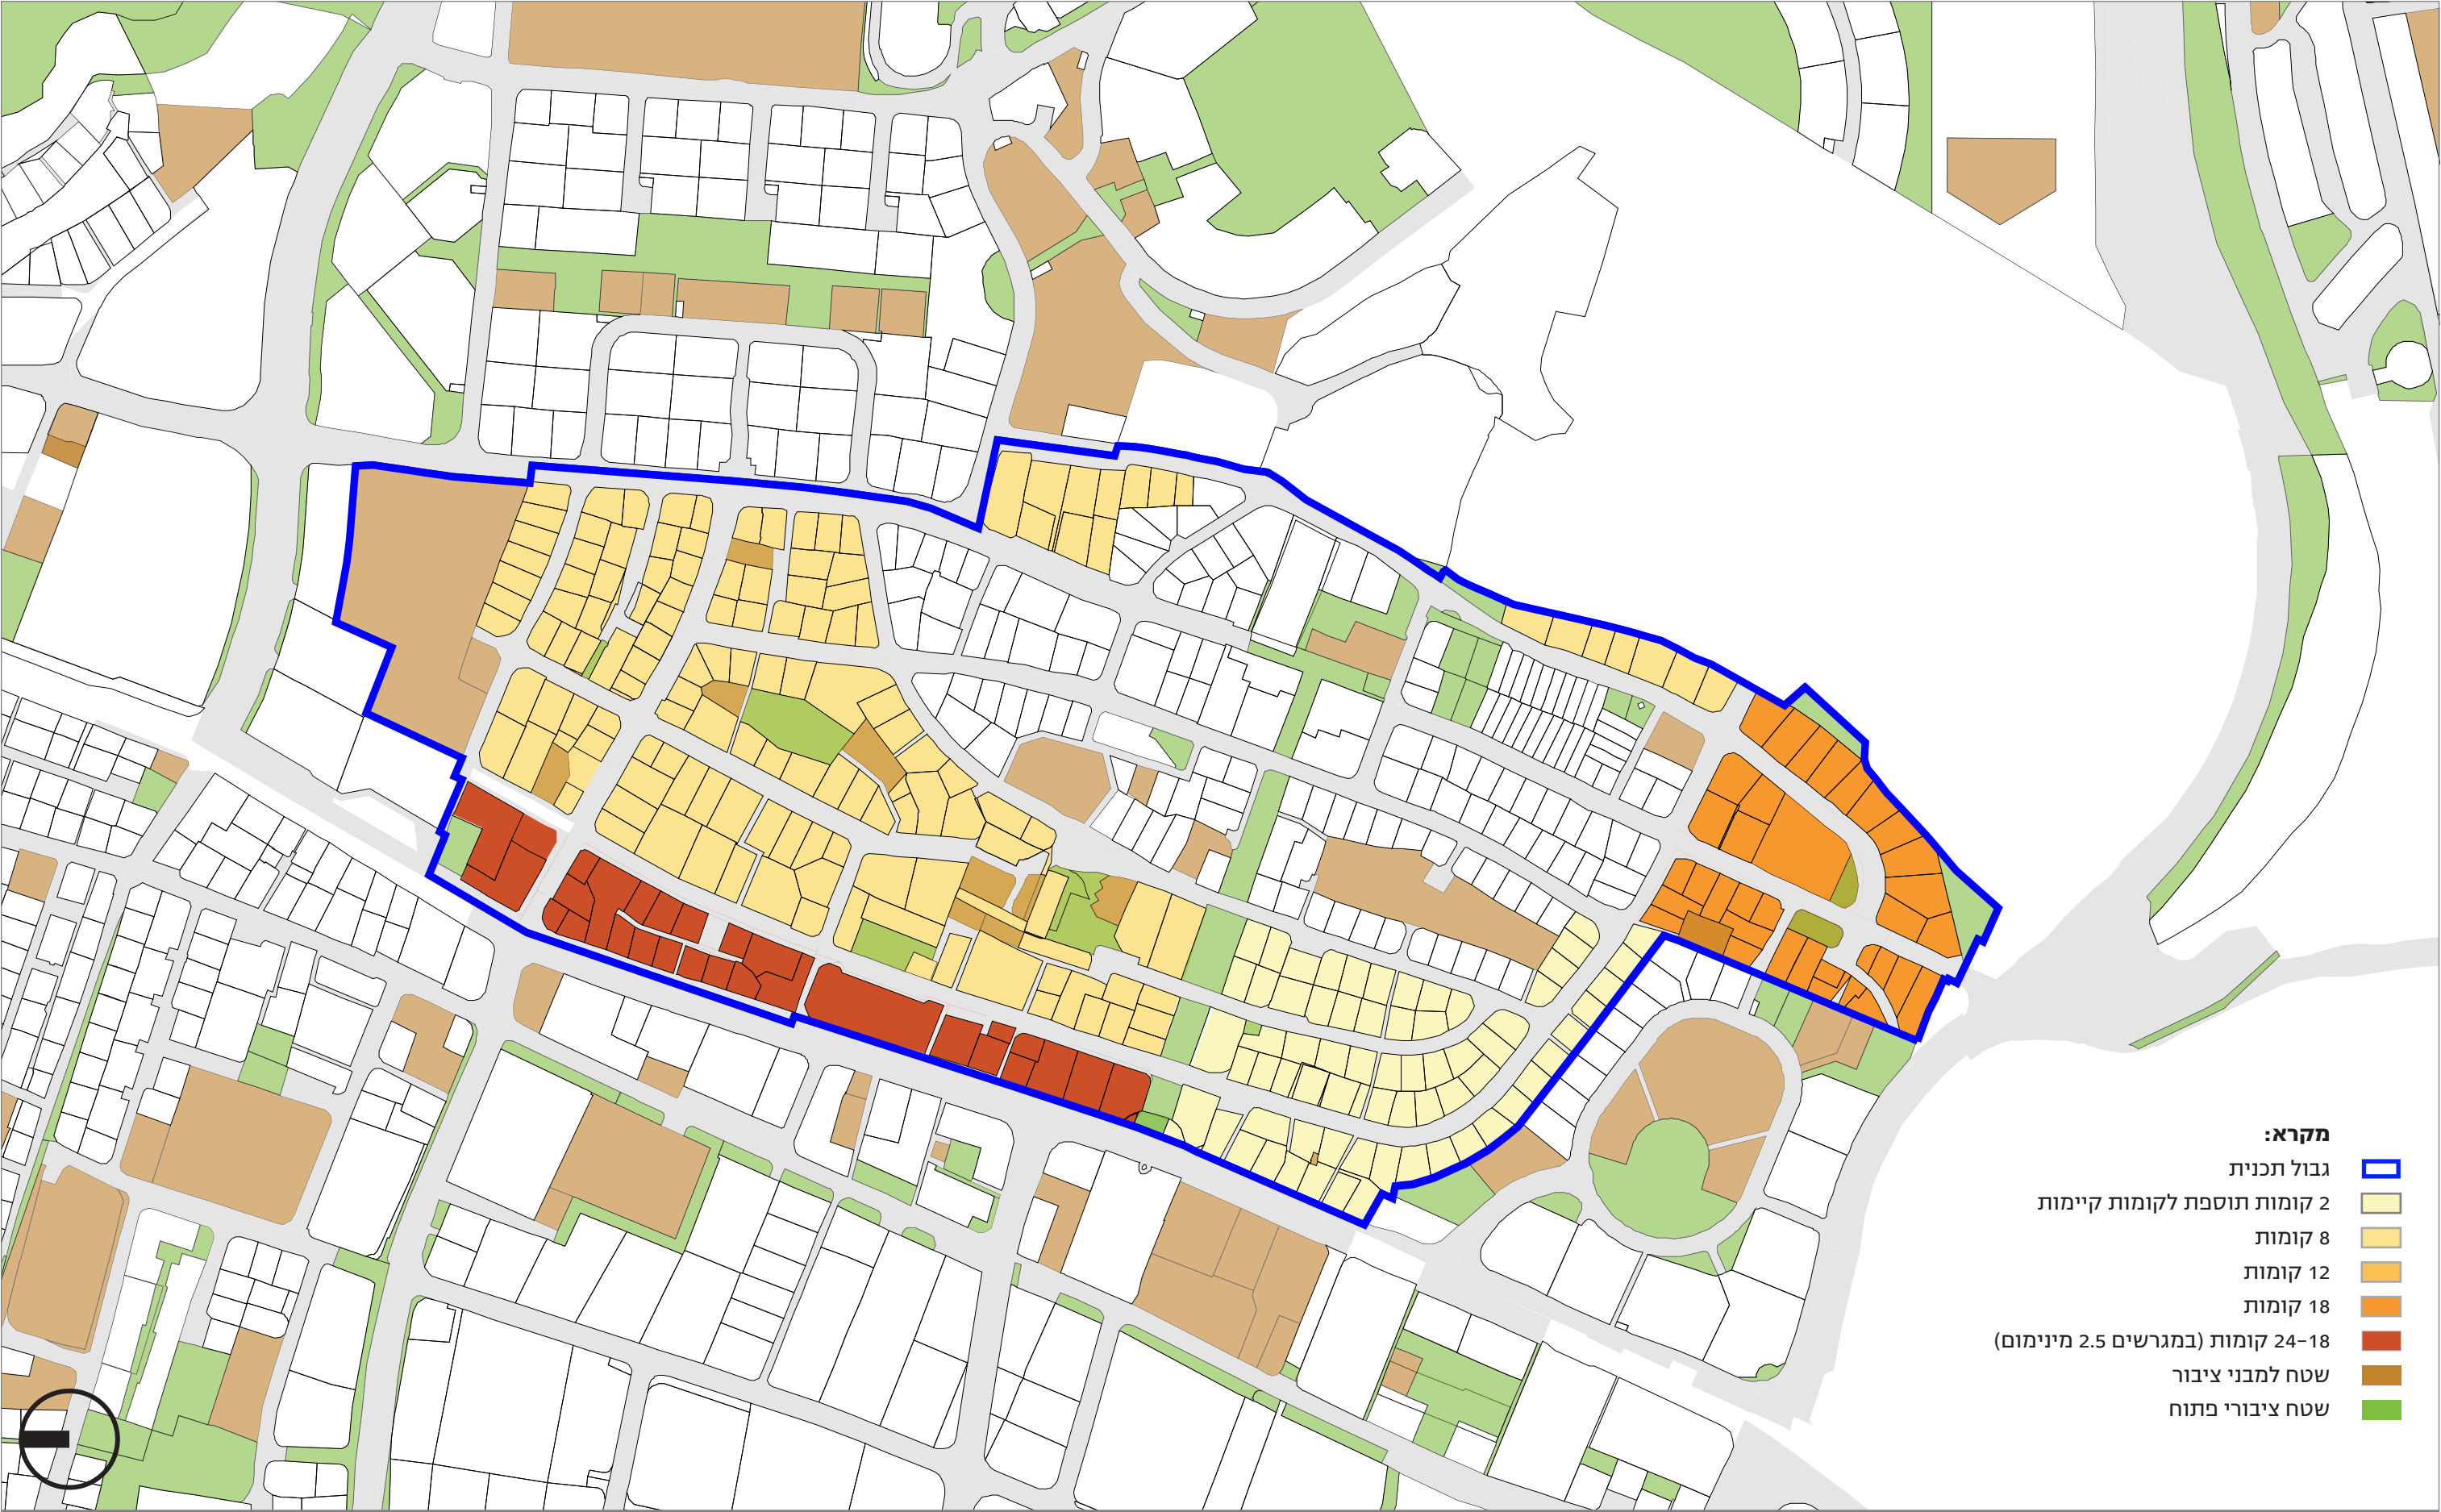 מקרא:
גבול תכנית
2 קומות תוספת לקומות קיימות
8 קומות
12 קומות
18 קומות
24–18 קומות (במגרשים 2.5 מינימום)
שטח למבני ציבור
שטח ציבורי פתוח